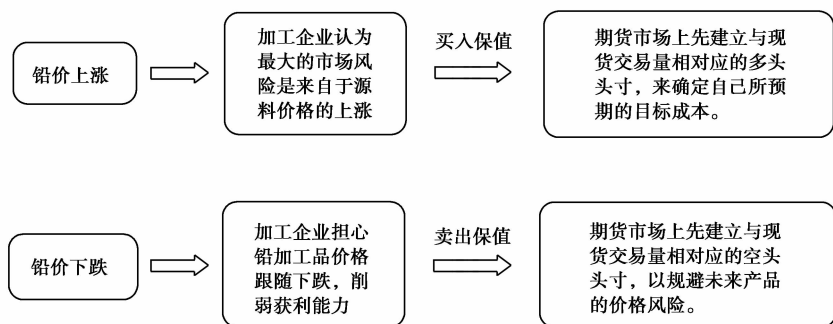 铅价上涨
加工企业认为
最大的市场风
险是来自于源
料价格的上涨
买入保值
期货市场上先建立与现
货交易量相对应的多头
头寸，来确定自己所预
期的目标成本。
铅价下跌
加工企业担心
铅加工品价格
跟随下跌，削
弱获利能力
卖出保值
期货市场上先建立与现
货交易量相对应的空头
头寸，以规避未来产品
的价格风险。